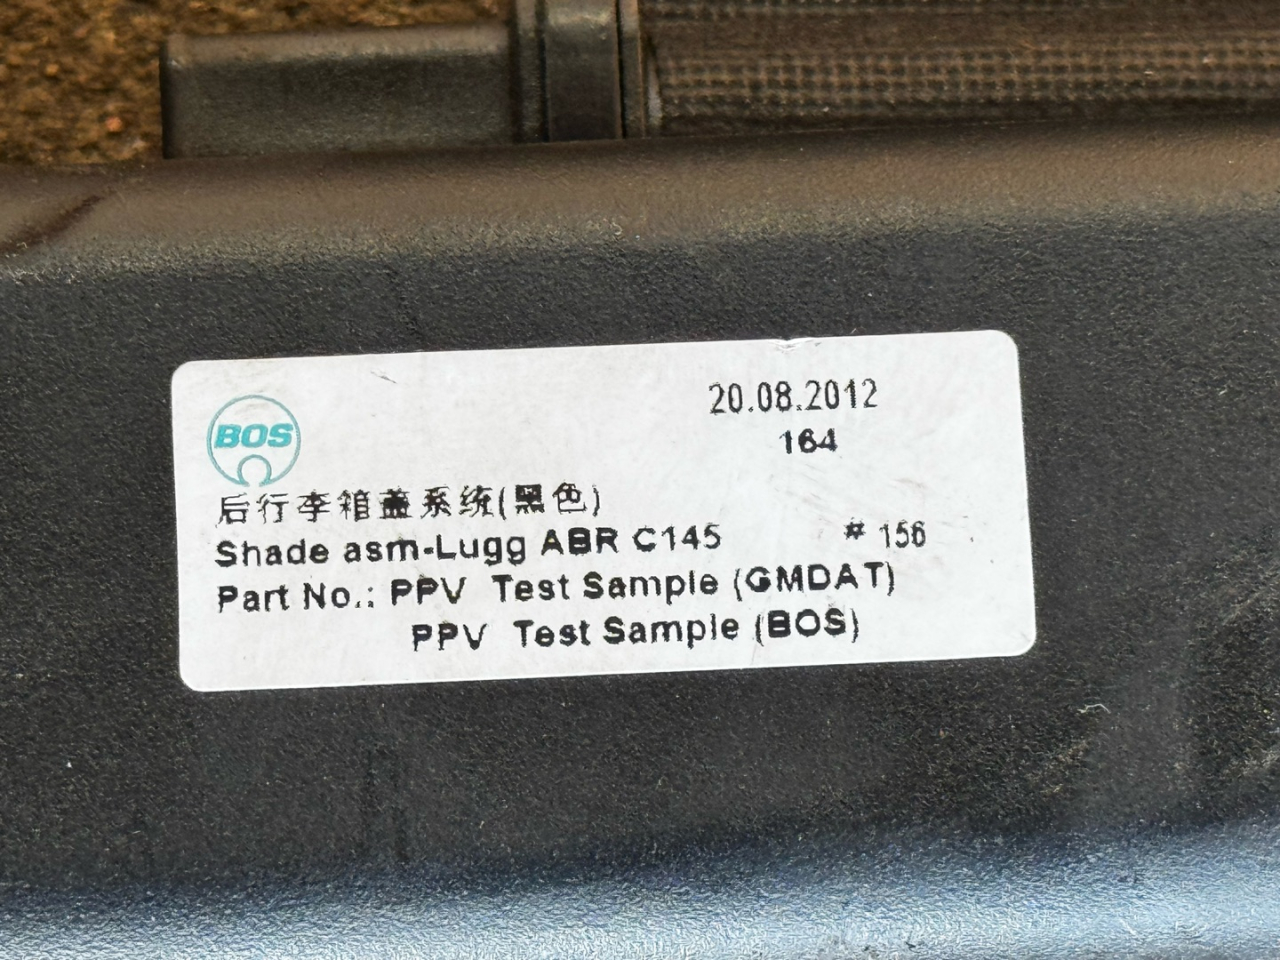 20.08.2012
164
BOS
后行李箱盖系统(黑色)
Shade asm-Lugg ABR C145 # 156
Part No.: PPV Test Sample (GMDAT)
PPV Test Sample (BOS)